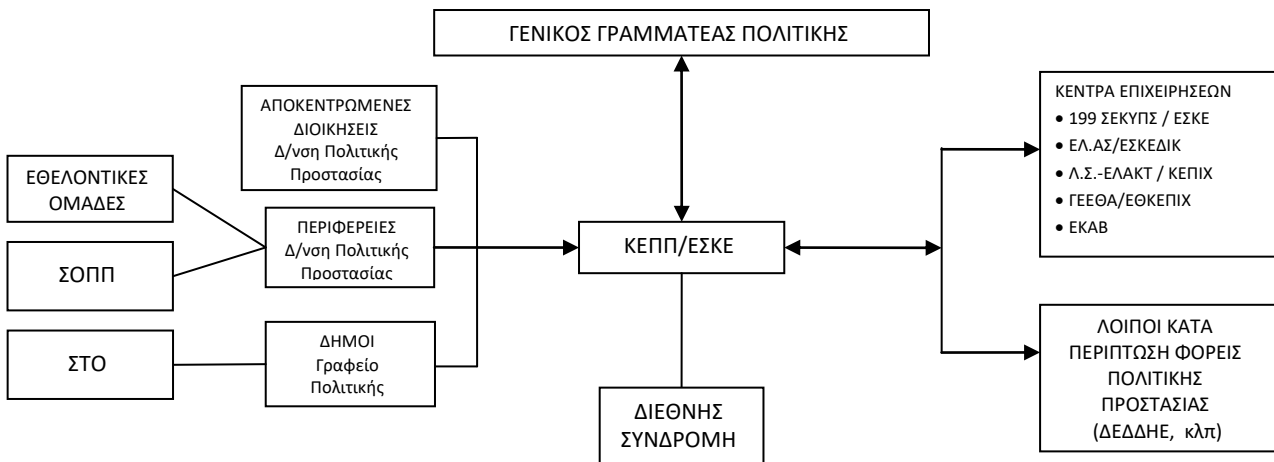 ΓΕΝΙΚΟΣ ΓΡΑΜΜΑΤΕΑΣ ΠΟΛΙΤΙΚΗΣ
ΑΠΟΚΕΝΤΡΩΜΕΝΕΣ
ΔΙΟΙΚΗΣΕΙΣ
Δ/νση Πολιτικής
Προστασίας
ΕΘΕΛΟΝΤΙΚΕΣ
ΟΜΑΔΕΣ
ΣΟΠΠ
ΣΤΟ
ΠΕΡΙΦΕΡΕΙΕΣ
Δ/νση Πολιτικής
Προστασίας
ΔΗΜΟΙ
Γραφείο
Πολιτικής
ΚΕΠΠ/ΕΣΚΕ
ΔΙΕΘΝΗΣ
ΣΥΝΔΡΟΜΗ
ΚΕΝΤΡΑ ΕΠΙΧΕΙΡΗΣΕΩΝ
• 199 ΣΕΚΥΠΣ / ΕΣΚΕ
• ΕΛ.ΑΣ/ΕΣΚΕΔΙΚ
• Λ.Σ.-ΕΛΑΚΤ / ΚΕΠΙΧ
• ΓΕΕΘΑ/ΕΘΚΕΠΙΧ
• ΕΚΑΒ
ΛΟΙΠΟΙ ΚΑΤΑ
ΠΕΡΙΠΤΩΣΗ ΦΟΡΕΙΣ
ΠΟΛΙΤΙΚΗΣ
ΠΡΟΣΤΑΣΙΑΣ
(ΔΕΔΔΗΕ, κλπ)